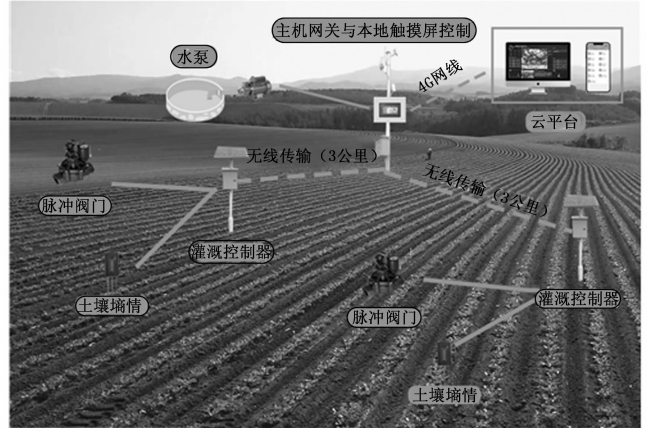 主机网关与本地触摸屏控制
水泵
4G网线
云平台
无线传输（3公里）
无线传输（3公里）
脉冲阀门
灌溉控制器
土壤墒情
脉冲阀门
灌溉控制器
土壤墒情